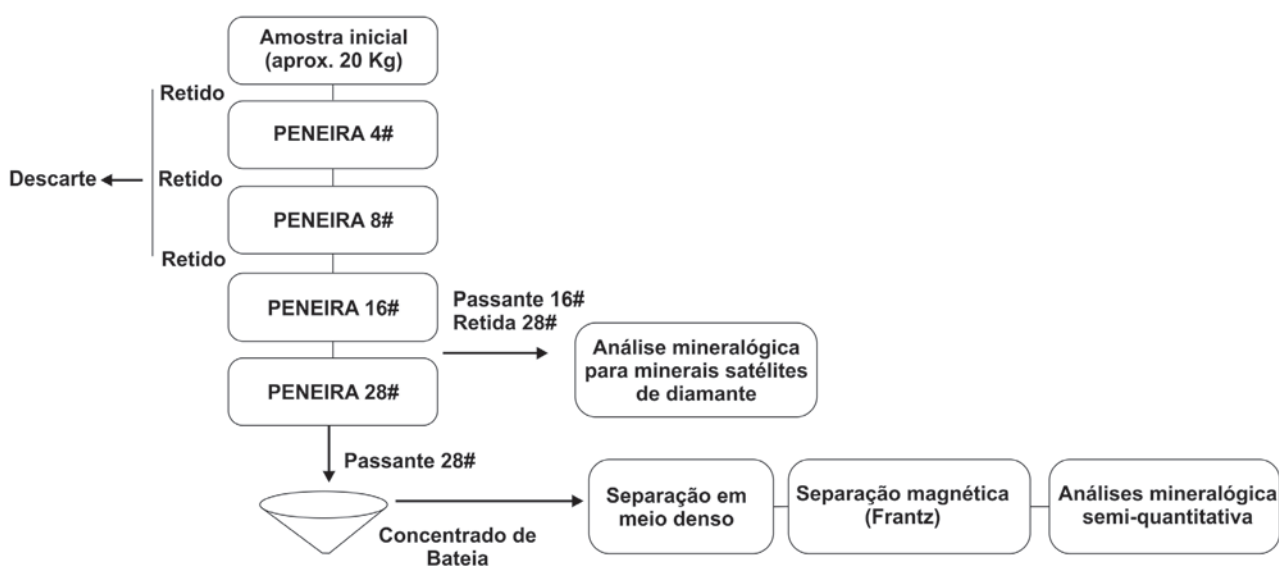 Amostra inicial
(aprox. 20 Kg)
Retido
PENEIRA 4#
Descarte
Retido
PENEIRA 8#
Retido
PENEIRA 16#
Passante 16#
Retida 28#
Análise mineralógica
para minerais satélites
de diamante
PENEIRA 28#
Passante 28#
Concentrado de
Bateia
Separação em
meio denso
Separação magnética
(Frantz)
Análises mineralógica
semi-quantitativa